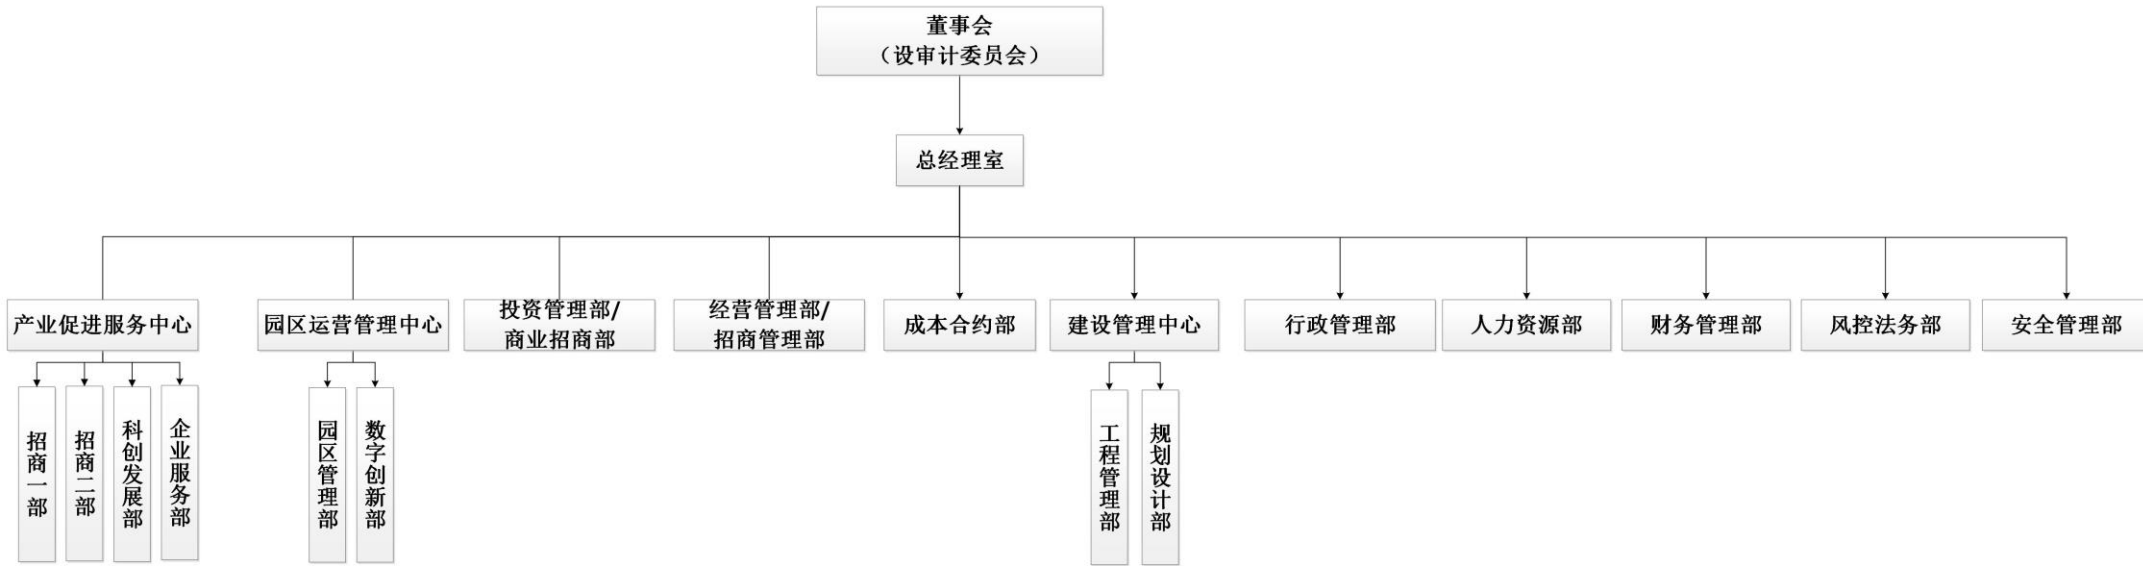 董事会
（设审计委员会）
总经理室
产业促进服务中心
园区运营管理中心
投资管理部/
商业招商部
经营管理部/
招商管理部
成本合约部
建设管理中心
行政管理部
人力资源部
财务管理部
风控法务部
安全管理部
招商一部
招商二部
科创发展部
企业服务部
园区管理部
数字创新部
工程管理部
规划设计部